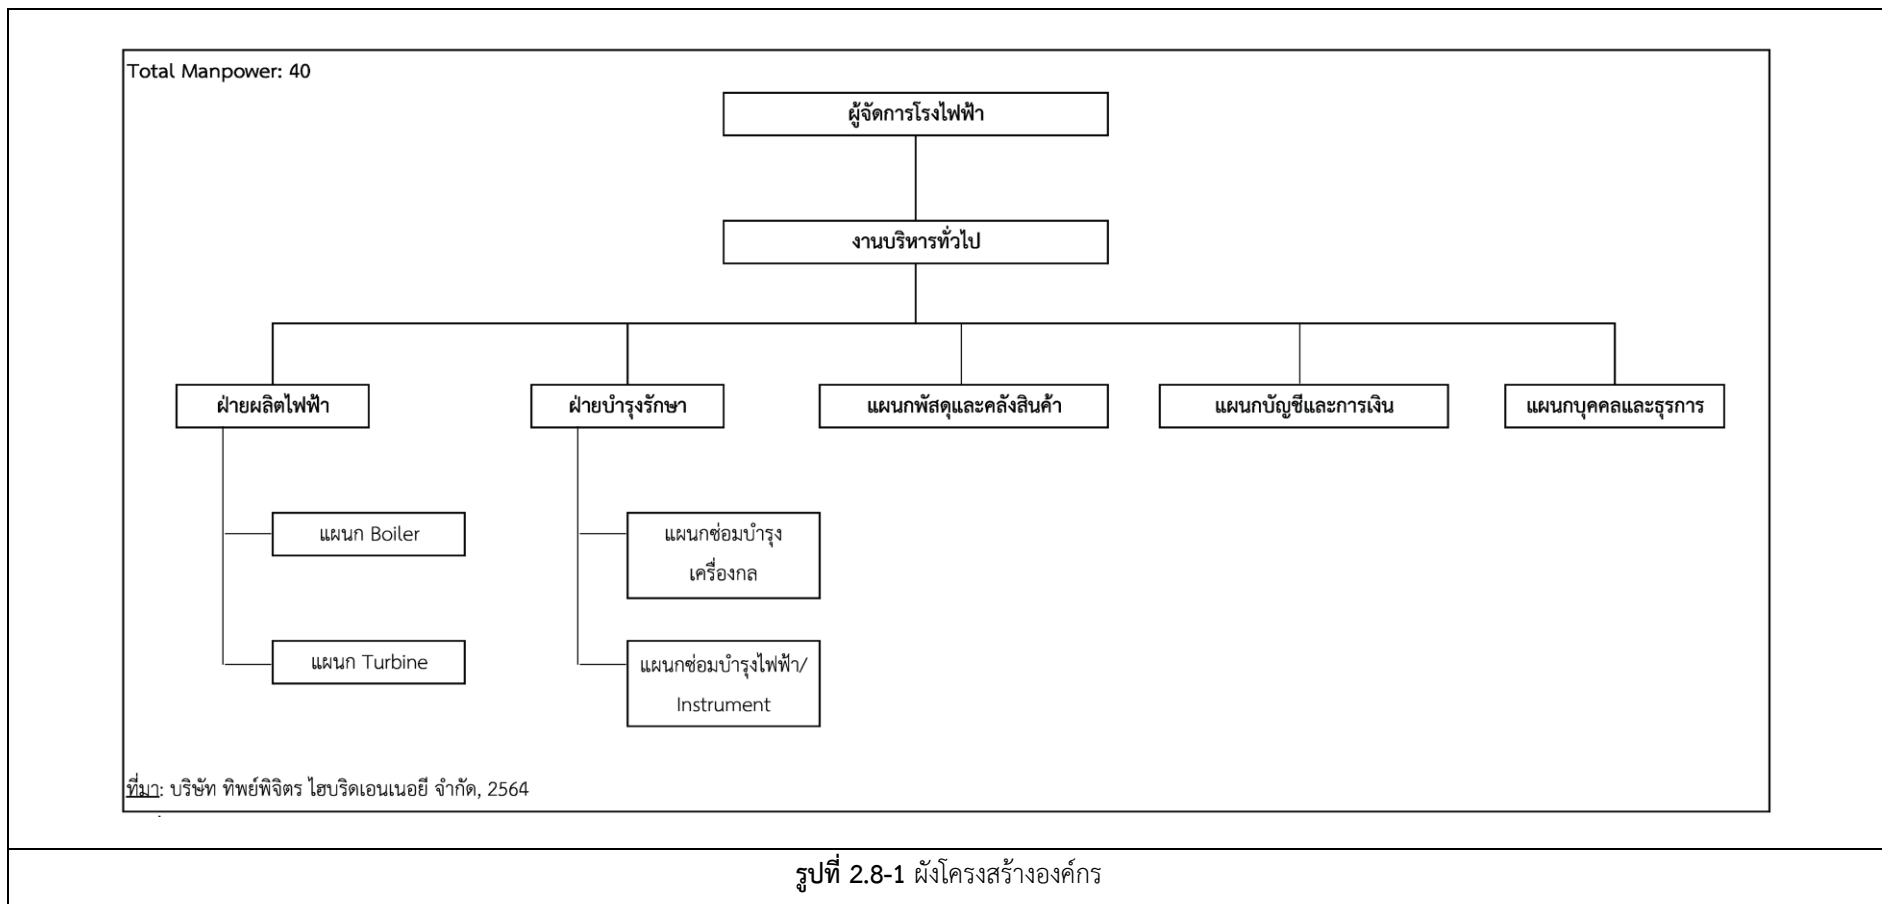 Total Manpower: 40
ผู้จัดการโรงไฟฟ้า
งานบริหารทั่วไป
ฝ่ายผลิตไฟฟ้า
ฝ่ายบำรุงรักษา
แผนกพัสดุและคลังสินค้า
แผนกบัญชีและการเงิน
แผนกบุคคลและธุรการ
แผนก Boiler
แผนกซ่อมบำรุง
เครื่องกล
แผนก Turbine
แผนกซ่อมบำรุงไฟฟ้า/
Instrument
ที่มา: บริษัท ทิพย์พิจิตร ไฮบริดเอนเนอยี จำกัด, 2564
รูปที่ 2.8-1 ผังโครงสร้างองค์กร